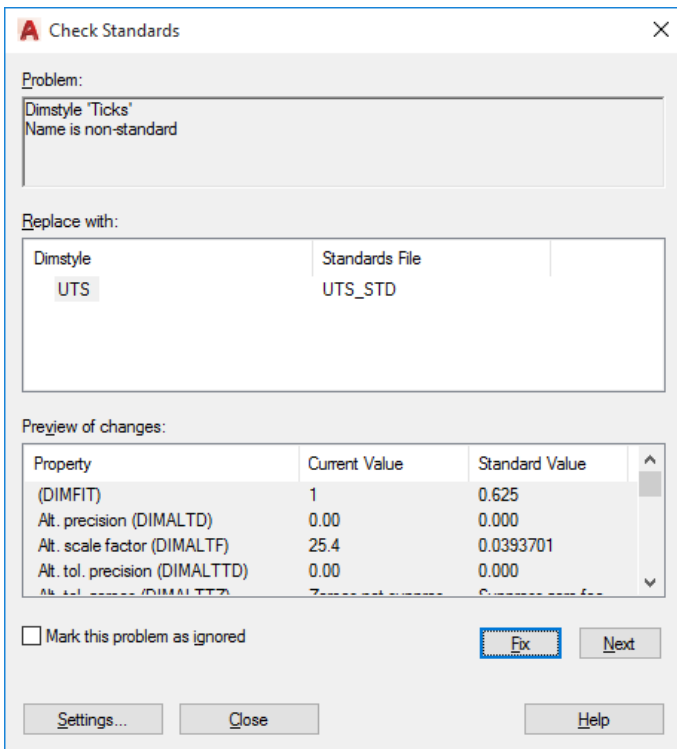 Check Standards
Problem:
Dimstyle 'Ticks'
Name is non-standard
Replace with:
Dimstyle Standards File
UTS UTS_STD
Preview of changes:
Property Current Value Standard Value
(DIMFIT) 1 0.625
Alt. precision (DIMALTD) 0.00 0.000
Alt. scale factor (DIMALTF) 25.4 0.0393701
Alt. tol. precision (DIMALTTD) 0.00 0.000
Mark this problem as ignored
Fix Next
Settings... Close Help